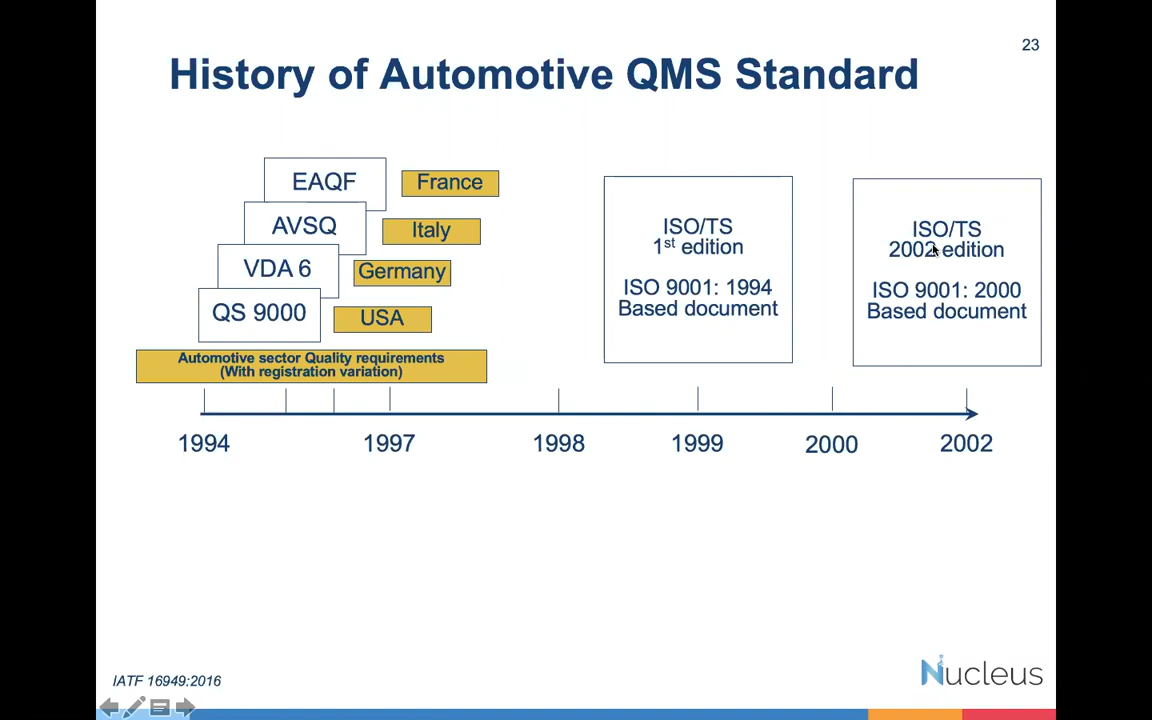 23
History of Automotive QMS Standard
EAQF
France
AVSQ
Italy
VDA 6
Germany
QS 9000
USA
Automotive sector Quality requirements
(With registration variation)
ISO/TS
1st edition
ISO 9001: 1994
Based document
ISO/TS
2002 edition
ISO 9001: 2000
Based document
1994
1997
1998
1999
2000
2002
IATF 16949:2016
Nucleus